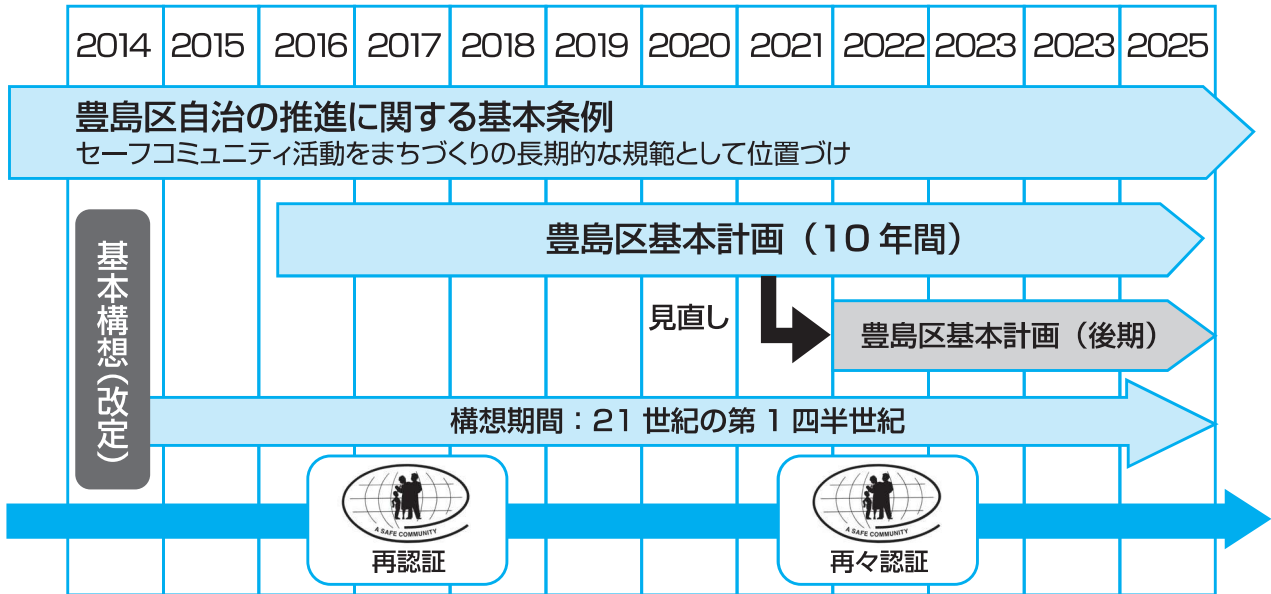 2014 2015 2016 2017 2018 2019 2020 2021 2022 2023 2023 2025
豊島区自治の推進に関する基本条例
セーフコミュニティ活動をまちづくりの長期的な規範として位置づけ
基本構想(改定)
豊島区基本計画（10年間）
見直し
豊島区基本計画（後期）
構想期間：21世紀の第1四半世紀
A SAFE COMMUNITY
再認証
A SAFE COMMUNITY
再々認証